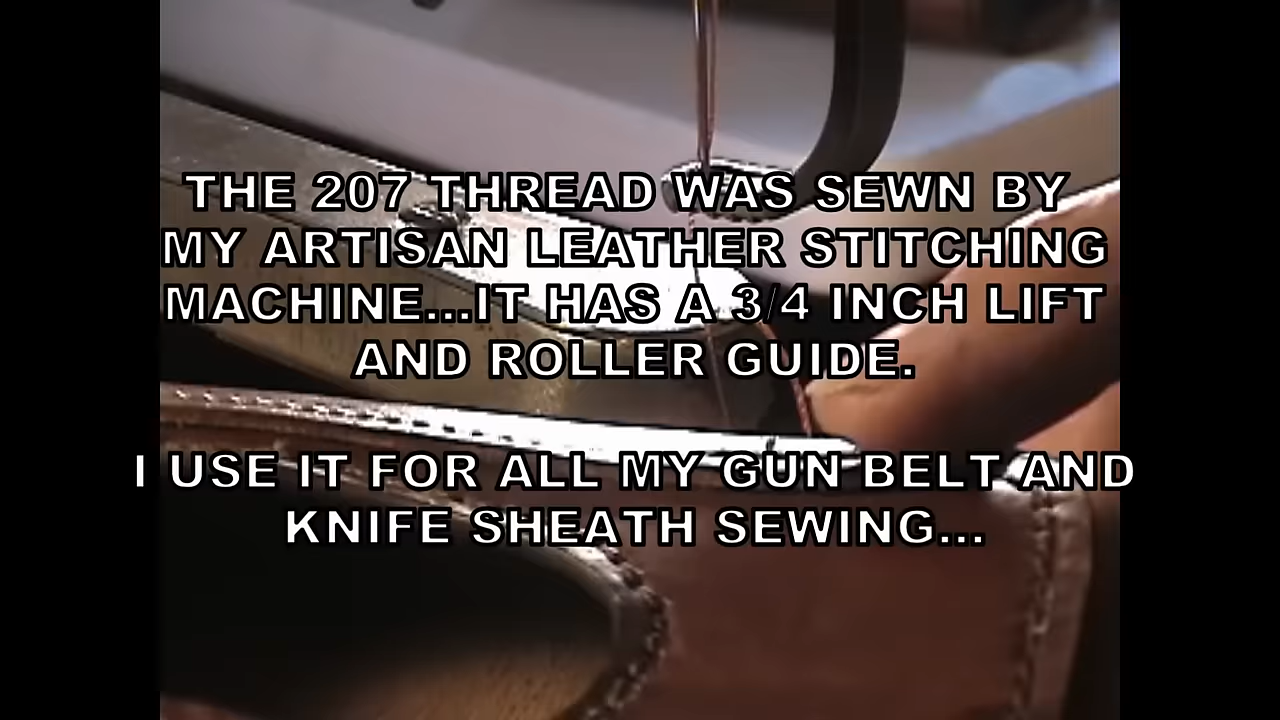 THE 207 THREAD WAS SEWN BY
MY ARTISAN LEATHER STITCHING
MACHINE...IT HAS A 3/4 INCH LIFT
AND ROLLER GUIDE.
I USE IT FOR ALL MY GUN BELT AND
KNIFE SHEATH SEWING...